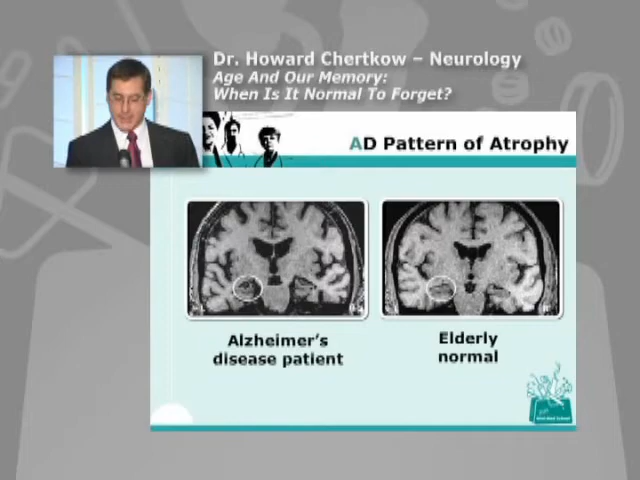 Dr. Howard Chertkow – Neurology
Age And Our Memory:
When Is It Normal To Forget?
AD Pattern of Atrophy
Alzheimer's
disease patient
Elderly
normal